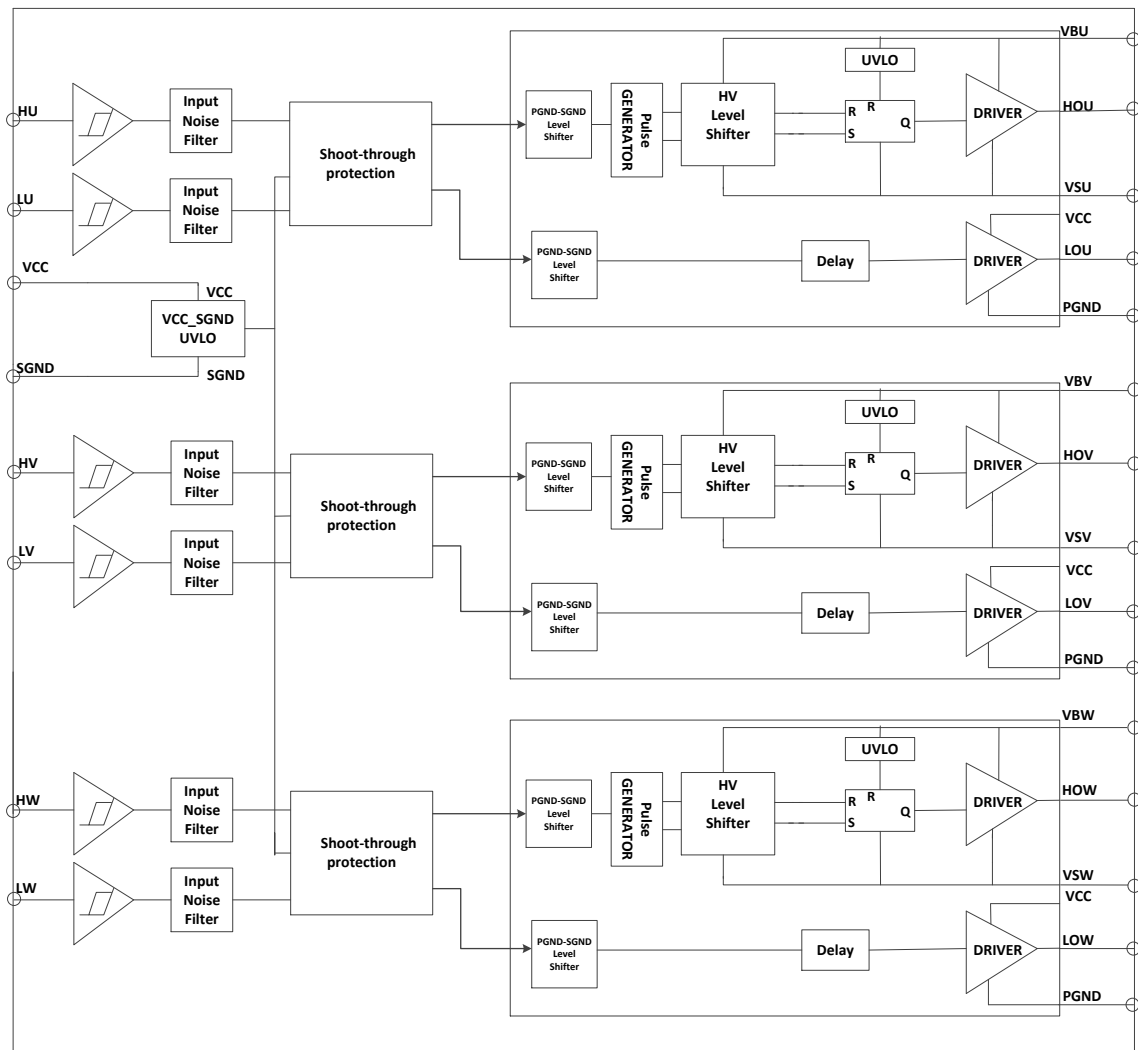 HU
Input
Noise
Filter
LU
Input
Noise
Filter
Shoot-through
protection
VCC
VCC
VCC_SGND
UVLO
SGND
SGND
PGND-SGND
Level
Shifter
Pulse
GENERATOR
HV
Level
Shifter
UVLO
R
R
S
Q
DRIVER
VBU
HOU
VSU
PGND-SGND
Level
Shifter
Delay
DRIVER
VCC
LOU
PGND
HV
Input
Noise
Filter
LV
Input
Noise
Filter
Shoot-through
protection
PGND-SGND
Level
Shifter
Pulse
GENERATOR
HV
Level
Shifter
UVLO
R
R
S
Q
DRIVER
VBV
HOV
VSV
PGND-SGND
Level
Shifter
Delay
DRIVER
VCC
LOV
PGND
HW
Input
Noise
Filter
LW
Input
Noise
Filter
Shoot-through
protection
PGND-SGND
Level
Shifter
Pulse
GENERATOR
HV
Level
Shifter
UVLO
R
R
S
Q
DRIVER
VBW
HOW
VSW
PGND-SGND
Level
Shifter
Delay
DRIVER
VCC
LOW
PGND